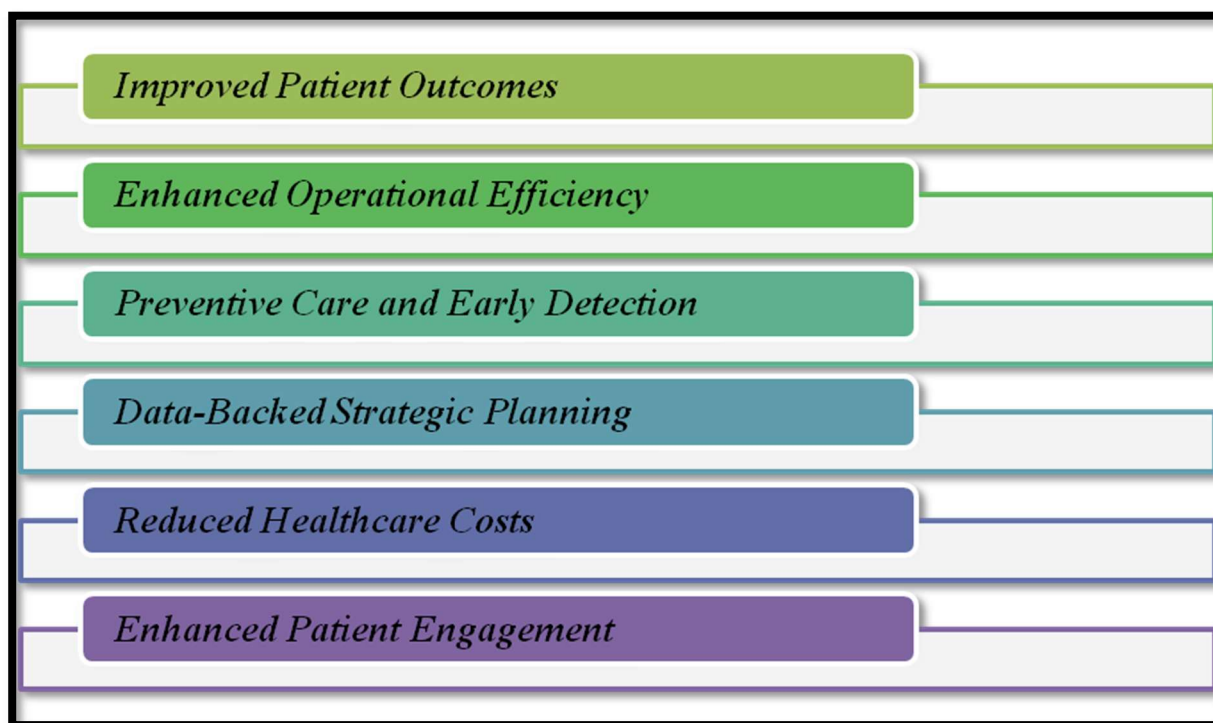 Improved Patient Outcomes
Enhanced Operational Efficiency
Preventive Care and Early Detection
Data-Backed Strategic Planning
Reduced Healthcare Costs
Enhanced Patient Engagement